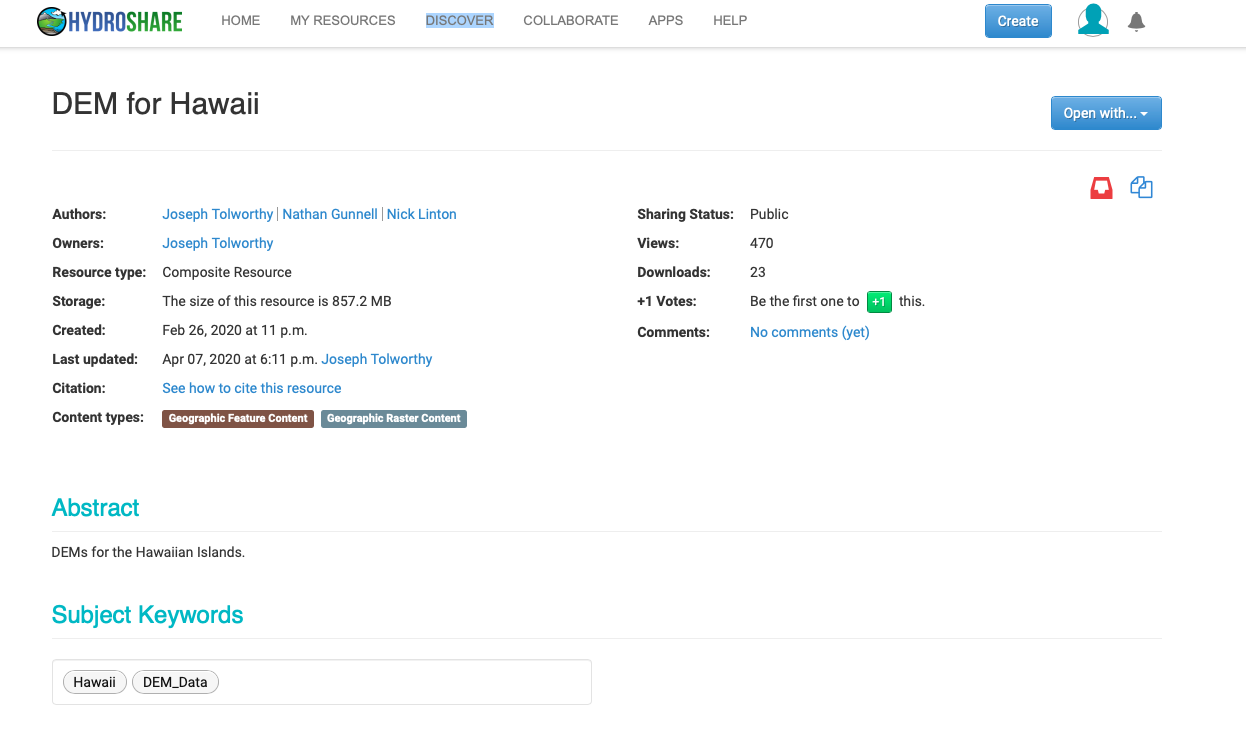 HYDROSHARE HOME MY RESOURCES DISCOVER COLLABORATE APPS HELP Create
DEM for Hawaii
Open with...
Authors: Joseph Tolworthy | Nathan Gunnell | Nick Linton
Owners: Joseph Tolworthy
Resource type: Composite Resource
Storage: The size of this resource is 857.2 MB
Created: Feb 26, 2020 at 11 p.m.
Last updated: Apr 07, 2020 at 6:11 p.m. Joseph Tolworthy
Citation: See how to cite this resource
Content types: Geographic Feature Content Geographic Raster Content
Sharing Status: Public
Views: 470
Downloads: 23
+1 Votes: Be the first one to +1 this.
Comments: No comments (yet)
Abstract
DEMs for the Hawaiian Islands.
Subject Keywords
Hawaii DEM_Data